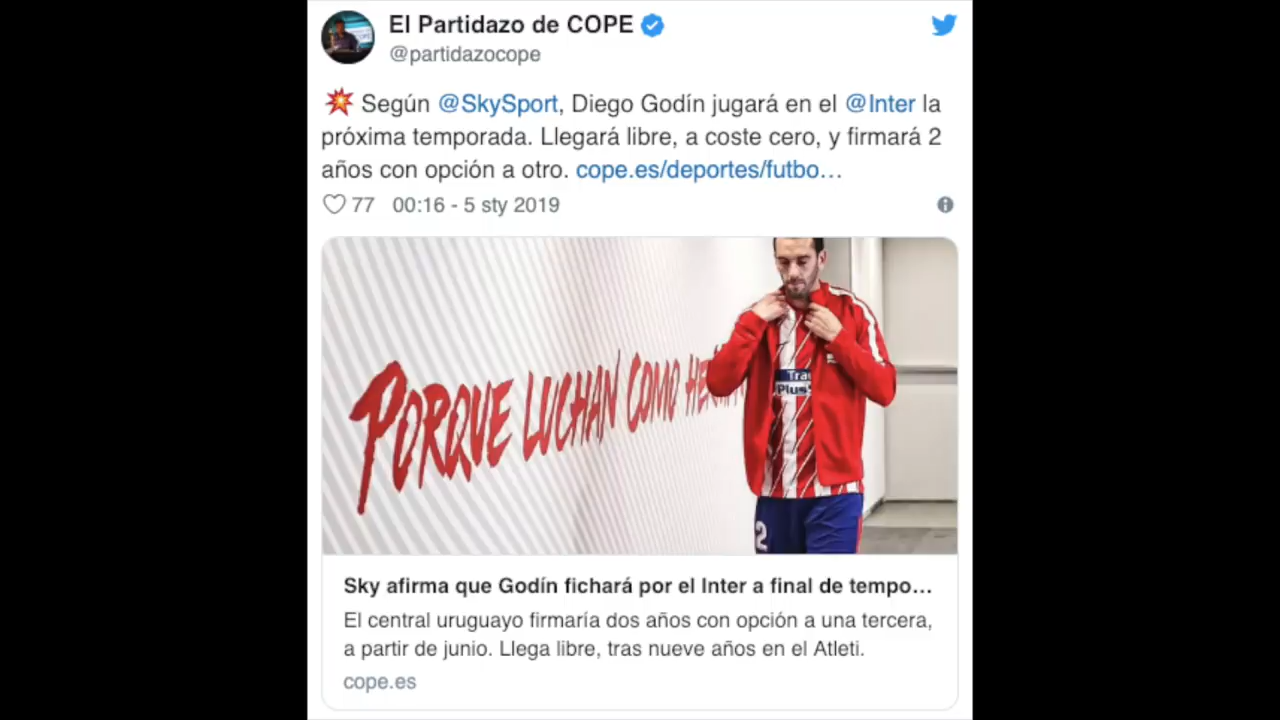 El Partidazo de COPE
@partidazocope
Según @SkySport, Diego Godín jugará en el @Inter la
próxima temporada. Llegará libre, a coste cero, y firmará 2
años con opción a otro. cope.es/deportes/futbo…
77 00:16 - 5 sty 2019
PORQUE LUCHAN COMO
Plus
2
Sky afirma que Godín fichará por el Inter a final de tempo…
El central uruguayo firmaría dos años con opción a una tercera,
a partir de junio. Llega libre, tras nueve años en el Atleti.
cope.es